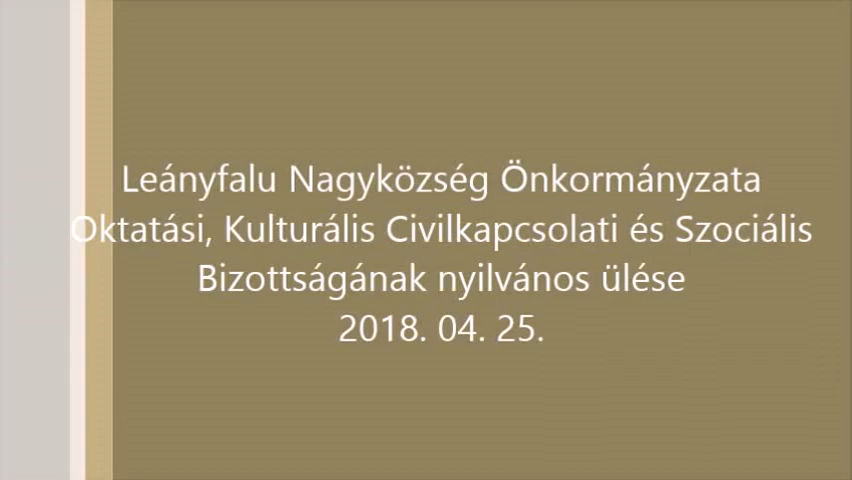 Leányfalu Nagyközség Önkormányzata
Oktatási, Kulturális Civilkapcsolati és Szociális
Bizottságának nyilvános ülése
2018. 04. 25.